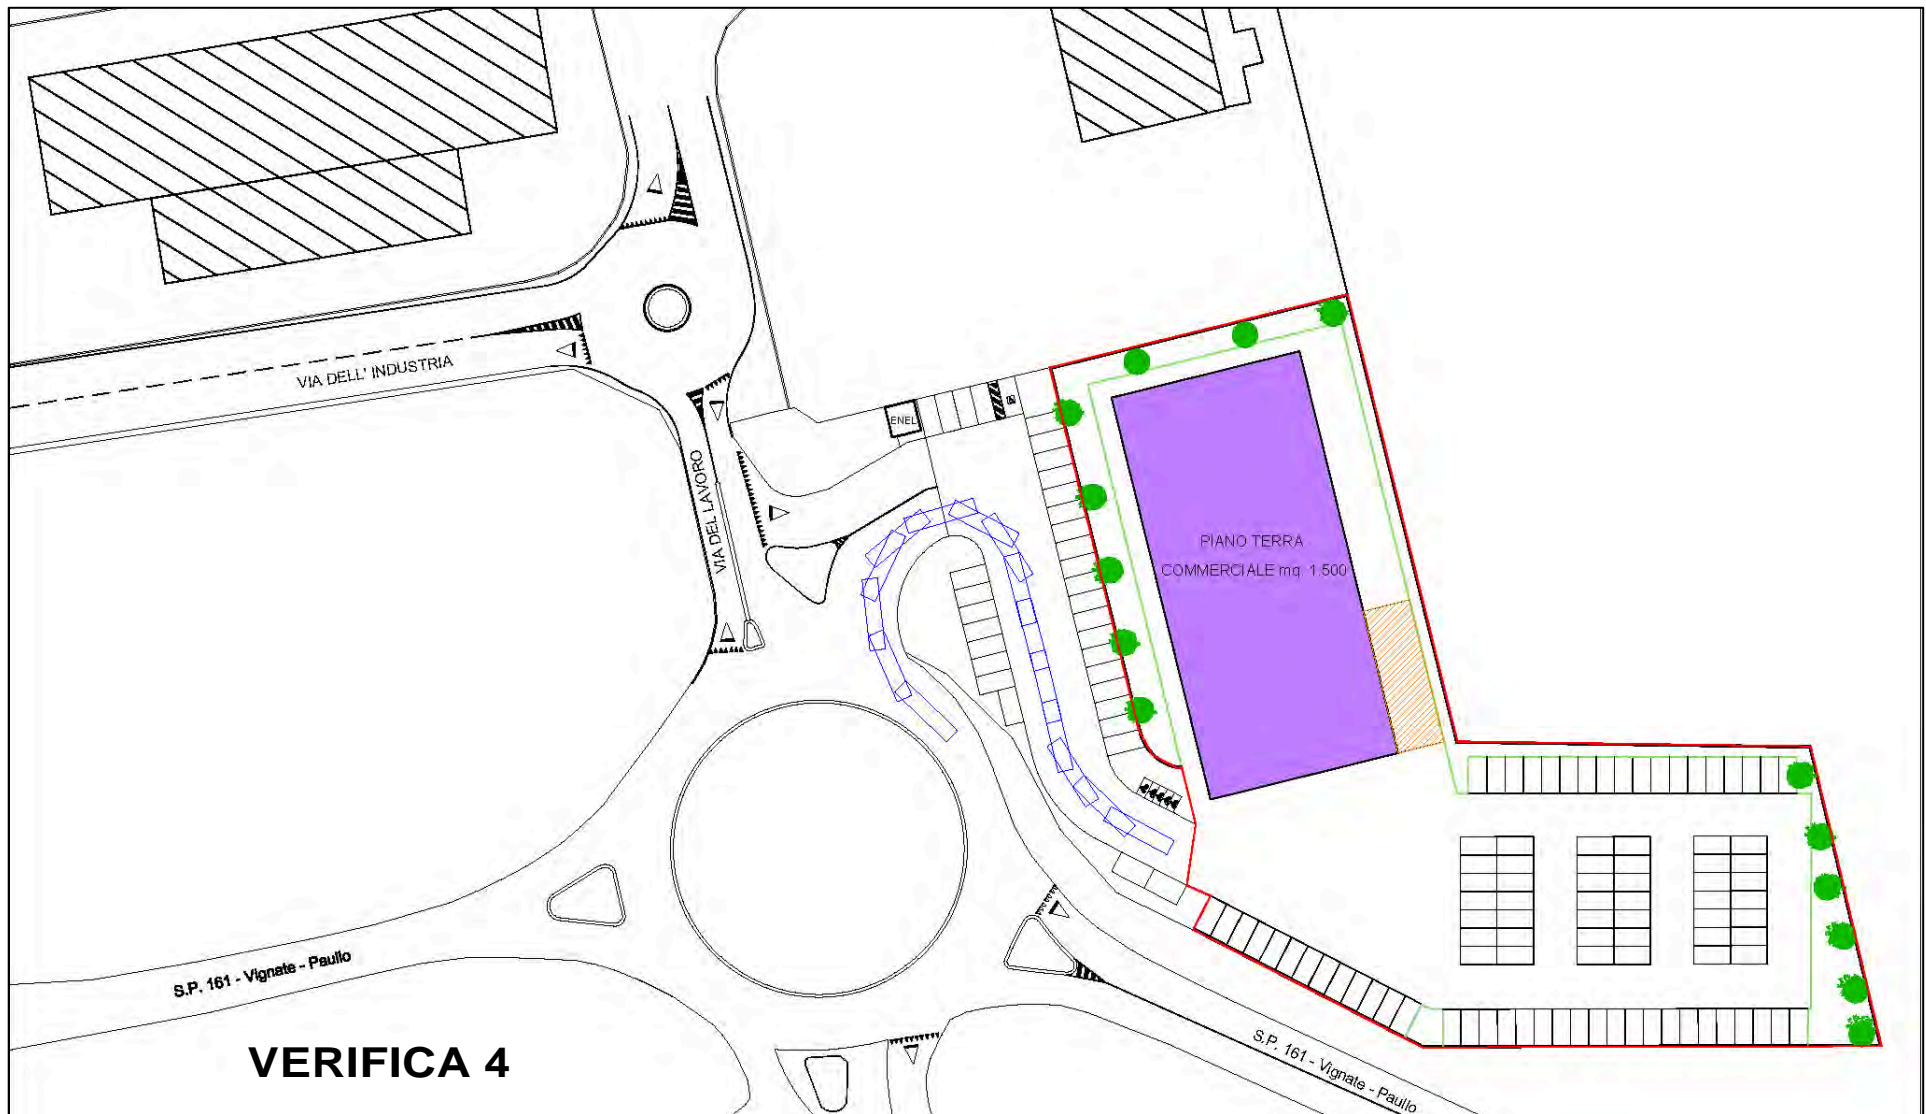 VIA DELL' INDUSTRIA
ENEL
VIA DEL LAVORO
PIANO TERRA
COMMERCIALE mq 1.500
S.P. 161 - Vignate - Paullo
S.P. 161 - Vignate - Paullo
VERIFICA 4